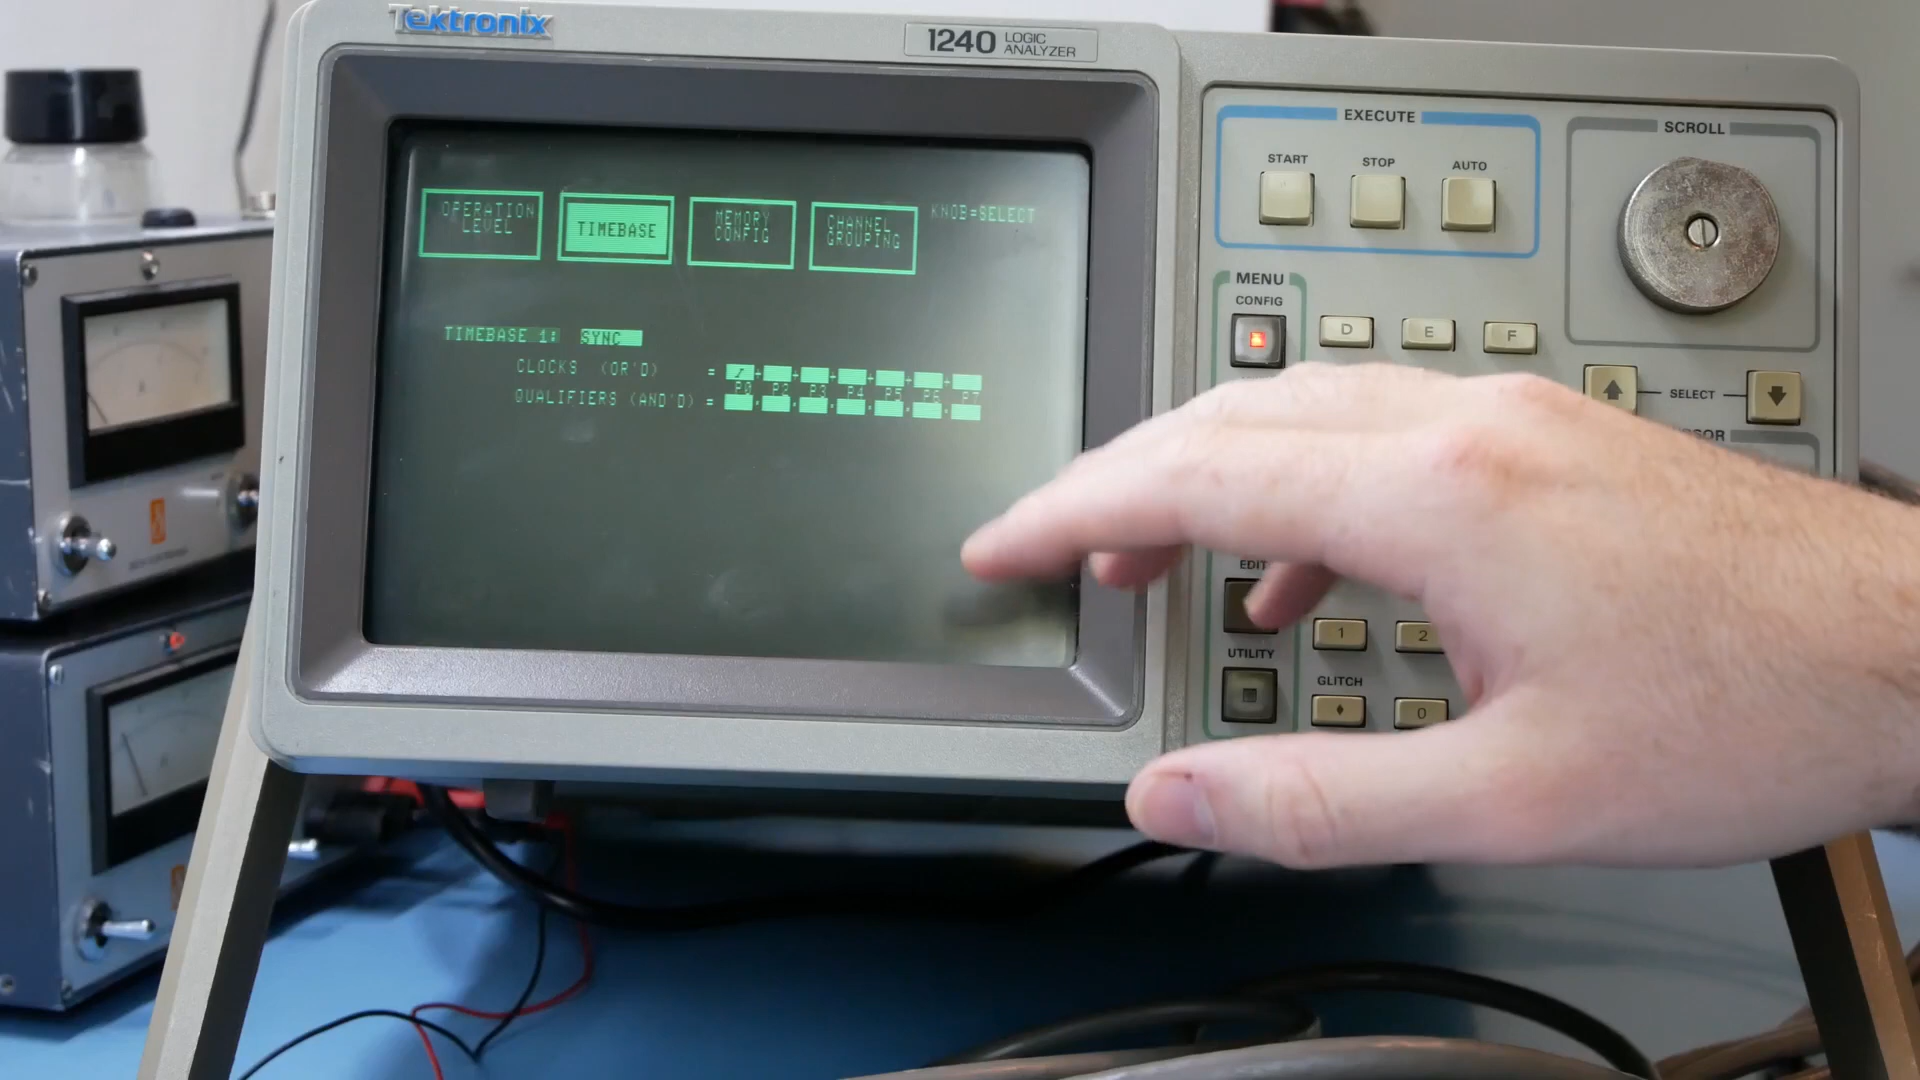 Tektronix
1240 LOGIC ANALYZER
OPERATION LEVEL
TIMEBASE
MEMORY CONFIG
CHANNEL GROUPING
KNOB=SELECT
TIMEBASE 1: SYNC
CLOCKS (OR'D) =
P0 P2 P3 P4 P5 P6 P7
QUALIFIERS (AND'D) =
EXECUTE
START STOP AUTO
SCROLL
MENU
CONFIG
D E F
SELECT
EDIT
1 2
UTILITY
GLITCH
0